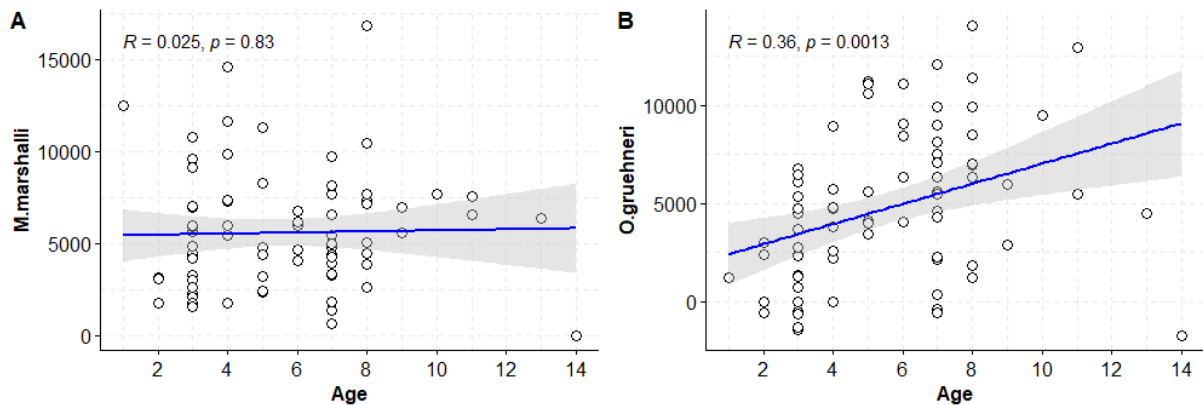 A
R = 0.025, p = 0.83
M.marshalli
15000
10000
5000
0
2 4 6 8 10 12 14
Age
B
R = 0.36, p = 0.0013
O.gruehneri
10000
5000
0
2 4 6 8 10 12 14
Age